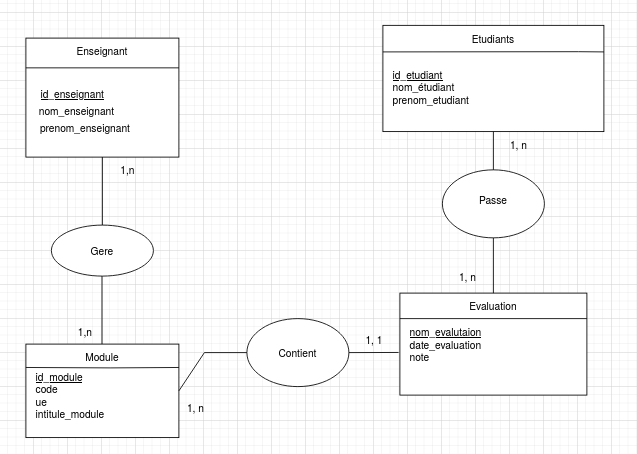 Enseignant
id_enseignant
nom_enseignant
prenom_enseignant
1,n
Gere
1,n
Module
id_module
code
ue
intitule_module
1, n
Contient
1, 1
Etudiants
id_etudiant
nom_étudiant
prenom_etudiant
1, n
Passe
1, n
Evaluation
nom_evalutaion
date_evaluation
note